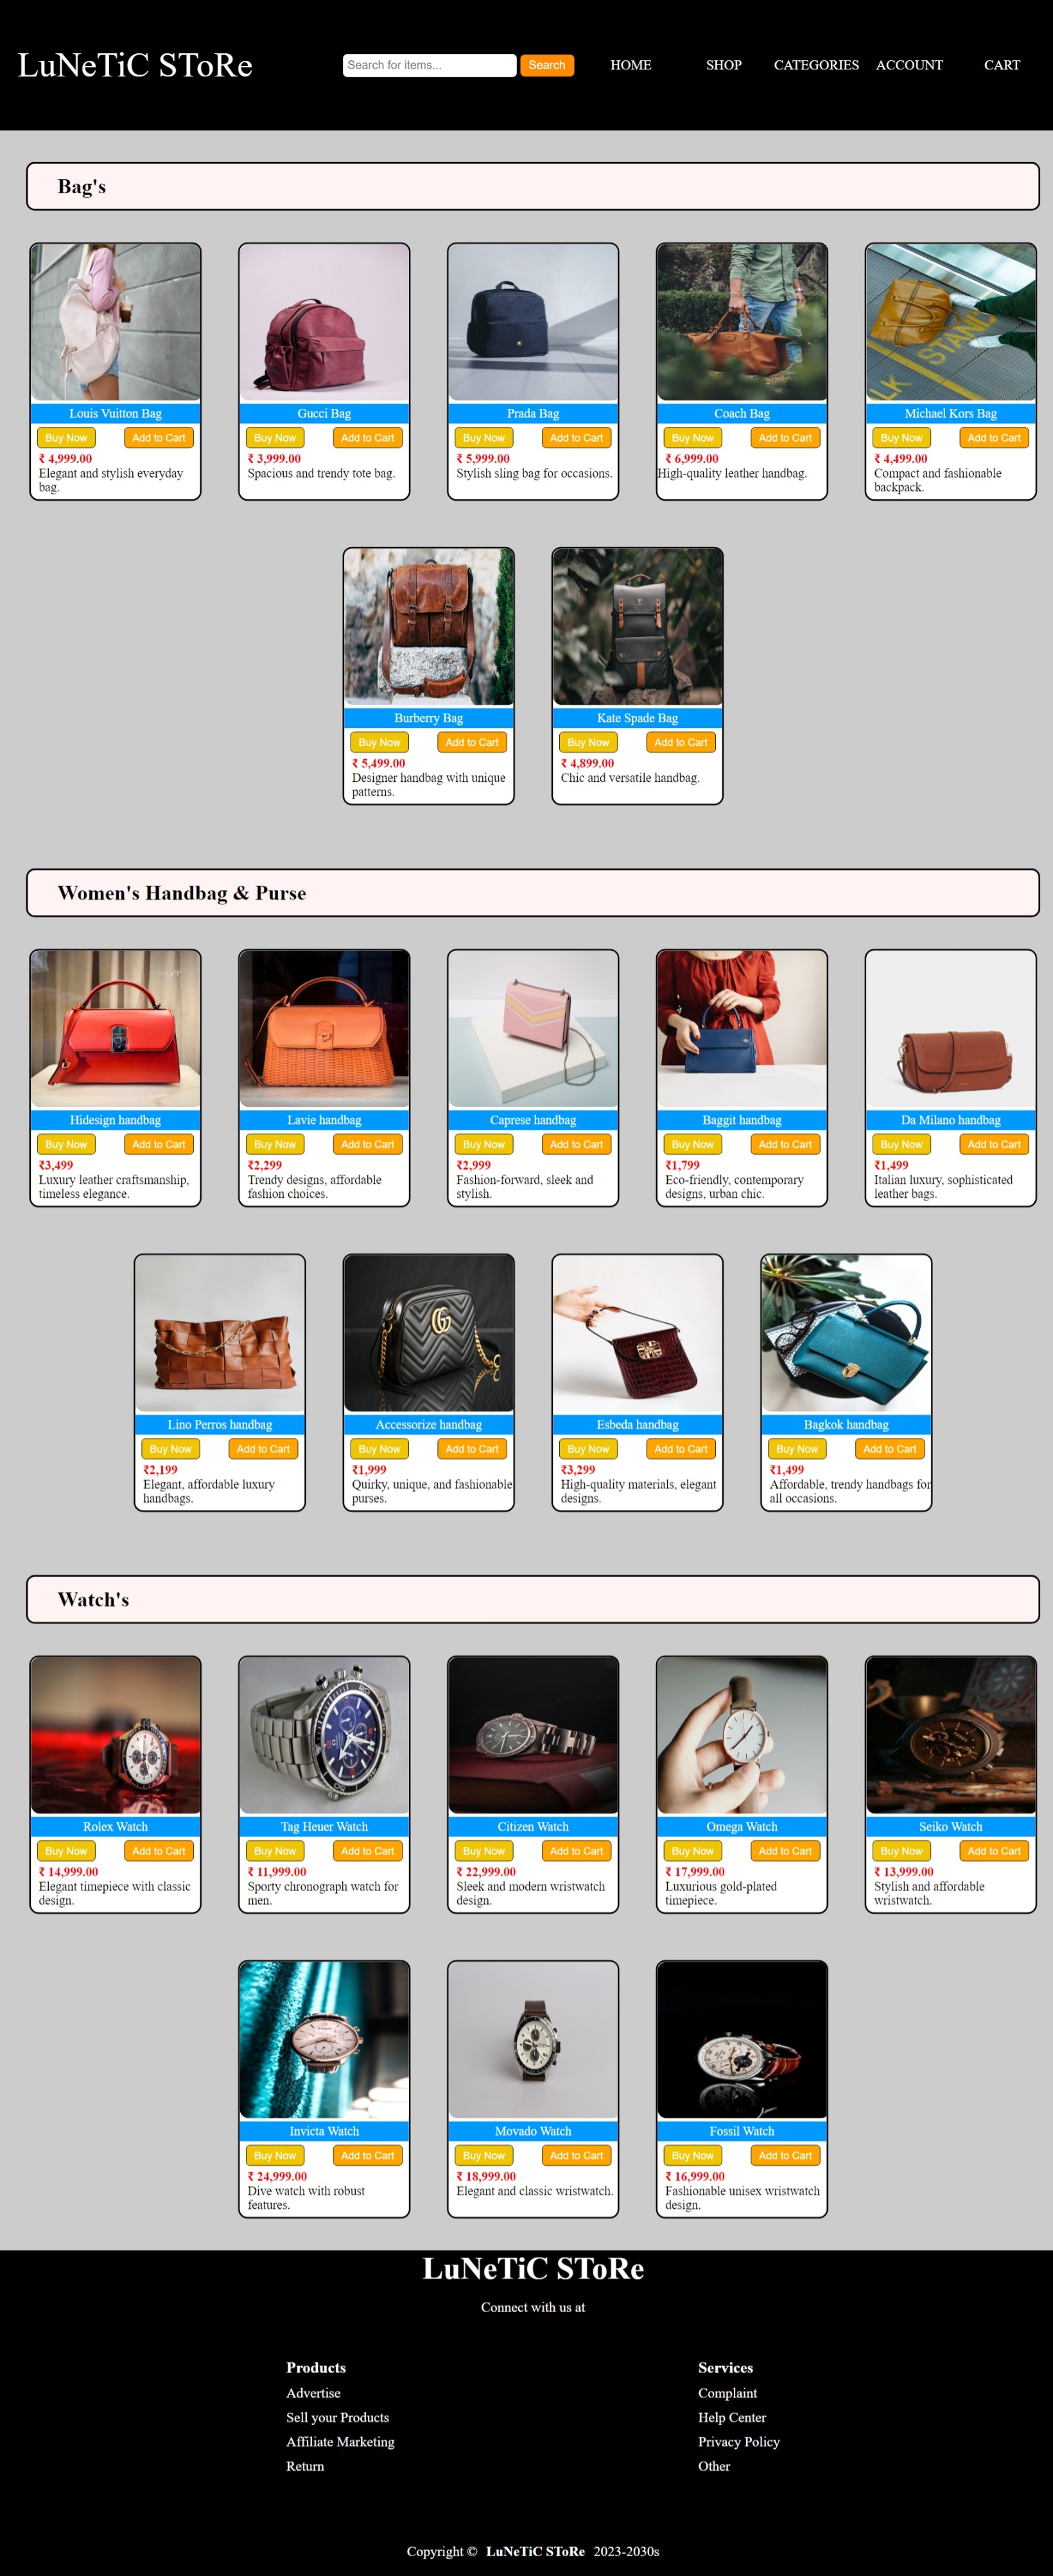 LuNeTiC SToRe
Search for items... Search HOME SHOP CATEGORIES ACCOUNT CART
Bag's
STAND
LK
Louis Vuitton Bag Gucci Bag Prada Bag Coach Bag Michael Kors Bag
Buy Now Add to Cart Buy Now Add to Cart Buy Now Add to Cart Buy Now Add to Cart Buy Now Add to Cart
₹ 4,999.00 ₹ 3,999.00 ₹ 5,999.00 ₹ 6,999.00 ₹ 4,499.00
Elegant and stylish everyday Spacious and trendy tote bag. Stylish sling bag for occasions. High-quality leather handbag. Compact and fashionable
bag. backpack.
Burberry Bag Kate Spade Bag
Buy Now Add to Cart Buy Now Add to Cart
₹ 5,499.00 ₹ 4,899.00
Designer handbag with unique Chic and versatile handbag.
patterns.
Women's Handbag & Purse
Hidesign handbag Lavie handbag Caprese handbag Baggit handbag Da Milano handbag
Buy Now Add to Cart Buy Now Add to Cart Buy Now Add to Cart Buy Now Add to Cart Buy Now Add to Cart
₹3,499 ₹2,299 ₹2,999 ₹1,799 ₹1,499
Luxury leather craftsmanship, Trendy designs, affordable Fashion-forward, sleek and Eco-friendly, contemporary Italian luxury, sophisticated
timeless elegance. fashion choices. stylish. designs, urban chic. leather bags.
Lino Perros handbag Accessorize handbag Esbeda handbag Bagkok handbag
Buy Now Add to Cart Buy Now Add to Cart Buy Now Add to Cart Buy Now Add to Cart
₹2,199 ₹1,999 ₹3,299 ₹1,499
Elegant, affordable luxury Quirky, unique, and fashionable High-quality materials, elegant Affordable, trendy handbags for
handbags. purses. designs. all occasions.
Watch's
Rolex Watch Tag Heuer Watch Citizen Watch Omega Watch Seiko Watch
Buy Now Add to Cart Buy Now Add to Cart Buy Now Add to Cart Buy Now Add to Cart Buy Now Add to Cart
₹ 14,999.00 ₹ 11,999.00 ₹ 22,999.00 ₹ 17,999.00 ₹ 13,999.00
Elegant timepiece with classic Sporty chronograph watch for Sleek and modern wristwatch Luxurious gold-plated Stylish and affordable
design. men. design. timepiece. wristwatch.
Invicta Watch Movado Watch Fossil Watch
Buy Now Add to Cart Buy Now Add to Cart Buy Now Add to Cart
₹ 24,999.00 ₹ 18,999.00 ₹ 16,999.00
Dive watch with robust Elegant and classic wristwatch. Fashionable unisex wristwatch
features. design.
LuNeTiC SToRe
Connect with us at
Products Services
Advertise Complaint
Sell your Products Help Center
Affiliate Marketing Privacy Policy
Return Other
Copyright © LuNeTiC SToRe 2023-2030s